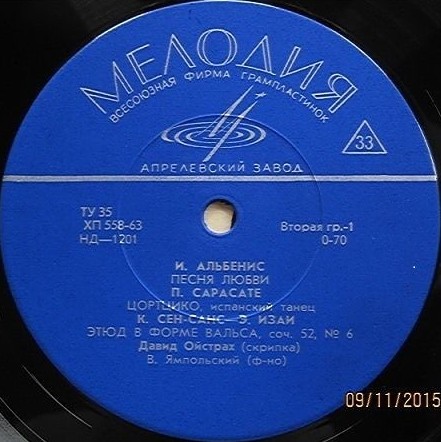 МЕЛОДИЯ
ВСЕСОЮЗНАЯ ФИРМА ГРАМПЛАСТИНОК
33
АПРЕЛЕВСКИЙ ЗАВОД
ТУ 35
ХП 558-63
НД—1201
Вторая гр.-1
0-70
И. АЛЬБЕНИС
ПЕСНЯ ЛЮБВИ
П. САРАСАТЕ
ЦОРТЦИКО, испанский танец
К. СЕН-САНС—Э. ИЗАИ
ЭТЮД В ФОРМЕ ВАЛЬСА, соч. 52, № 6
Давид Ойстрах (скрипка)
В. Ямпольский (ф-но)
09/11/2015